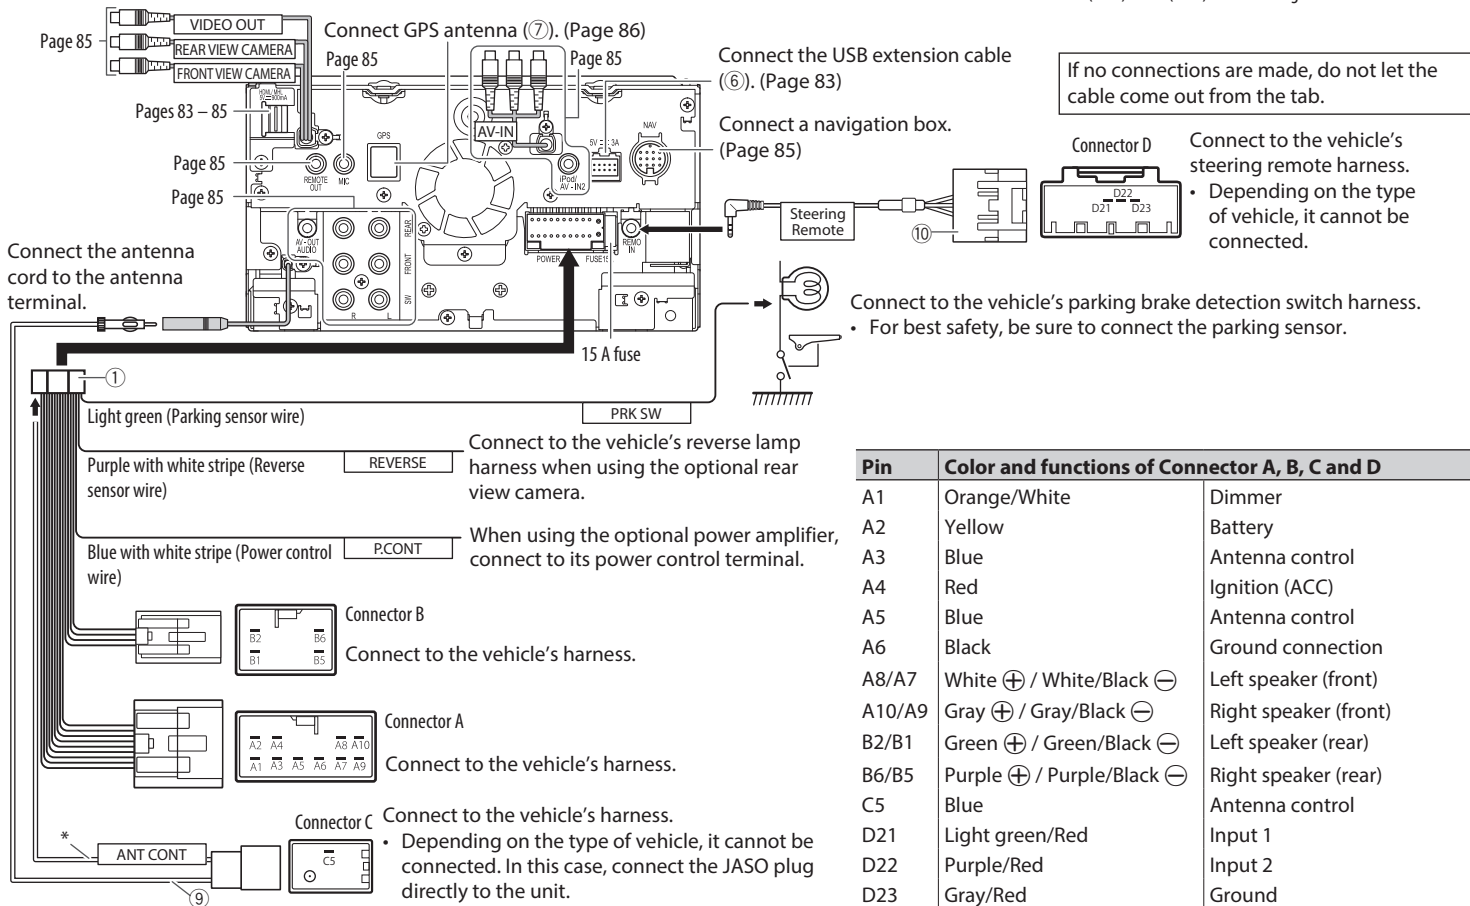 VIDEO OUT
REAR VIEW CAMERA
FRONT VIEW CAMERA
Page 85
Connect GPS antenna (⑦). (Page 86)
Page 85
Page 85
Connect the USB extension cable
(⑥). (Page 83)
If no connections are made, do not let the
cable come out from the tab.
HDMI/MHL
5V⎓900mA
Pages 83 – 85
GPS
AV-IN
NAV
Connect a navigation box.
(Page 85)
Connector D
Connect to the vehicle's
steering remote harness.
• Depending on the type
of vehicle, it cannot be
connected.
D22
D21 D23
Page 85
REMOTE
OUT
MIC
iPod/
AV - IN2
Page 85
Steering
Remote
⑩
AV - OUT
AUDIO
REAR
FRONT
SW
R L
POWER
REMO
IN
Connect the antenna
cord to the antenna
terminal.
15 A fuse
Connect to the vehicle's parking brake detection switch harness.
• For best safety, be sure to connect the parking sensor.
①
Light green (Parking sensor wire)
PRK SW
Purple with white stripe (Reverse
sensor wire)
REVERSE
Connect to the vehicle's reverse lamp
harness when using the optional rear
view camera.
Blue with white stripe (Power control
wire)
P.CONT
When using the optional power amplifier,
connect to its power control terminal.
Connector B
B2 B6
B1 B5
Connect to the vehicle's harness.
Connector A
A2 A4 A8 A10
A1 A3 A5 A6 A7 A9
Connect to the vehicle's harness.
Connector C
C5
Connect to the vehicle's harness.
• Depending on the type of vehicle, it cannot be
connected. In this case, connect the JASO plug
directly to the unit.
*
ANT CONT
⑨
Pin Color and functions of Connector A, B, C and D
A1 Orange/White Dimmer
A2 Yellow Battery
A3 Blue Antenna control
A4 Red Ignition (ACC)
A5 Blue Antenna control
A6 Black Ground connection
A8/A7 White ⊕ / White/Black ⊖ Left speaker (front)
A10/A9 Gray ⊕ / Gray/Black ⊖ Right speaker (front)
B2/B1 Green ⊕ / Green/Black ⊖ Left speaker (rear)
B6/B5 Purple ⊕ / Purple/Black ⊖ Right speaker (rear)
C5 Blue Antenna control
D21 Light green/Red Input 1
D22 Purple/Red Input 2
D23 Gray/Red Ground